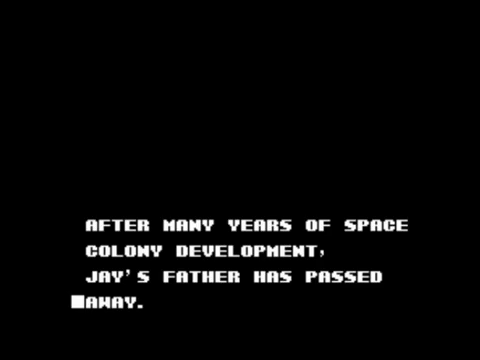 AFTER MANY YEARS OF SPACE
COLONY DEVELOPMENT,
JAY'S FATHER HAS PASSED
AWAY.